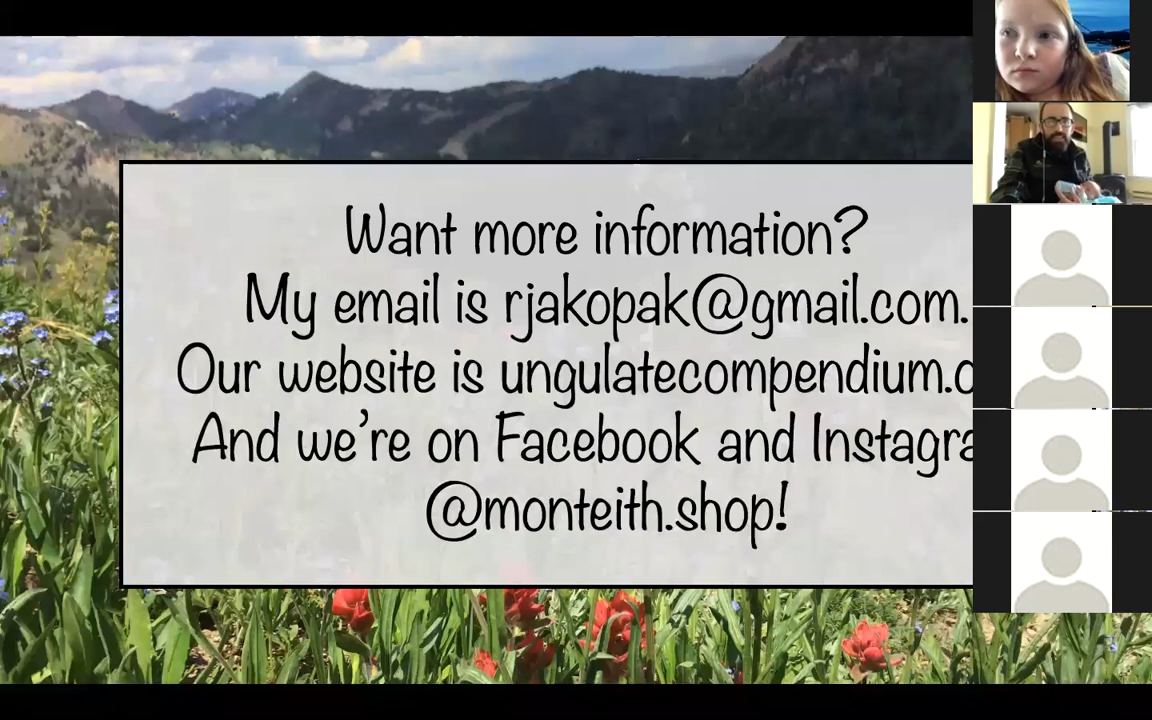 Want more information?
My email is rjakopak@gmail.com.
Our website is ungulatecompendium.
And we're on Facebook and
@monteith.shop!